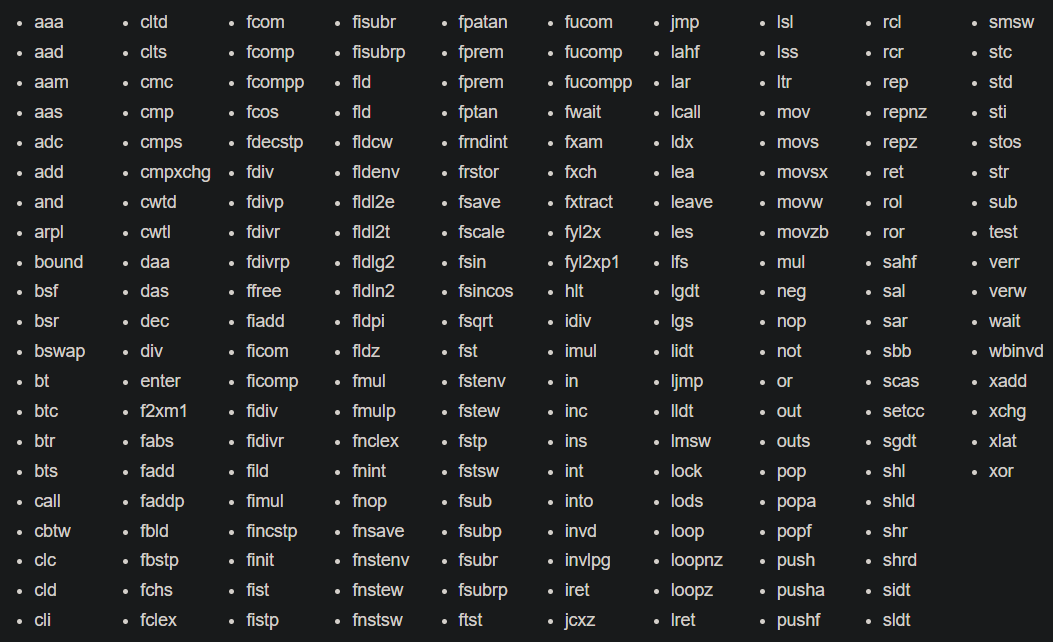 aaa
aad
aam
aas
adc
add
and
arpl
bound
bsf
bsr
bswap
bt
btc
btr
bts
call
cbtw
clc
cld
cli
cltd
clts
cmc
cmp
cmps
cmpxchg
cwtd
cwtl
daa
das
dec
div
enter
f2xm1
fabs
fadd
faddp
fbld
fbstp
fchs
fclex
fcom
fcomp
fcompp
fcos
fdecstp
fdiv
fdivp
fdivr
fdivrp
ffree
fiadd
ficom
ficomp
fidiv
fidivr
fild
fimul
fincstp
finit
fist
fistp
fisubr
fisubrp
fld
fld
fldcw
fldenv
fldl2e
fldl2t
fldlg2
fldln2
fldpi
fldz
fmul
fmulp
fnclex
fnint
fnop
fnsave
fnstenv
fnstew
fnstsw
fpatan
fprem
fprem
fptan
frndint
frstor
fsave
fscale
fsin
fsincos
fsqrt
fst
fstenv
fstew
fstp
fstsw
fsub
fsubp
fsubr
fsubrp
ftst
fucom
fucomp
fucompp
fwait
fxam
fxch
fxtract
fyl2x
fyl2xp1
hlt
idiv
imul
in
inc
ins
int
into
invd
invlpg
iret
jcxz
jmp
lahf
lar
lcall
ldx
lea
leave
les
lfs
lgdt
lgs
lidt
ljmp
lldt
lmsw
lock
lods
loop
loopnz
loopz
lret
lsl
lss
ltr
mov
movs
movsx
movw
movzb
mul
neg
nop
not
or
out
outs
pop
popa
popf
push
pusha
pushf
rcl
rcr
rep
repnz
repz
ret
rol
ror
sahf
sal
sar
sbb
scas
setcc
sgdt
shl
shld
shr
shrd
sidt
sldt
smsw
stc
std
sti
stos
str
sub
test
verr
verw
wait
wbinvd
xadd
xchg
xlat
xor